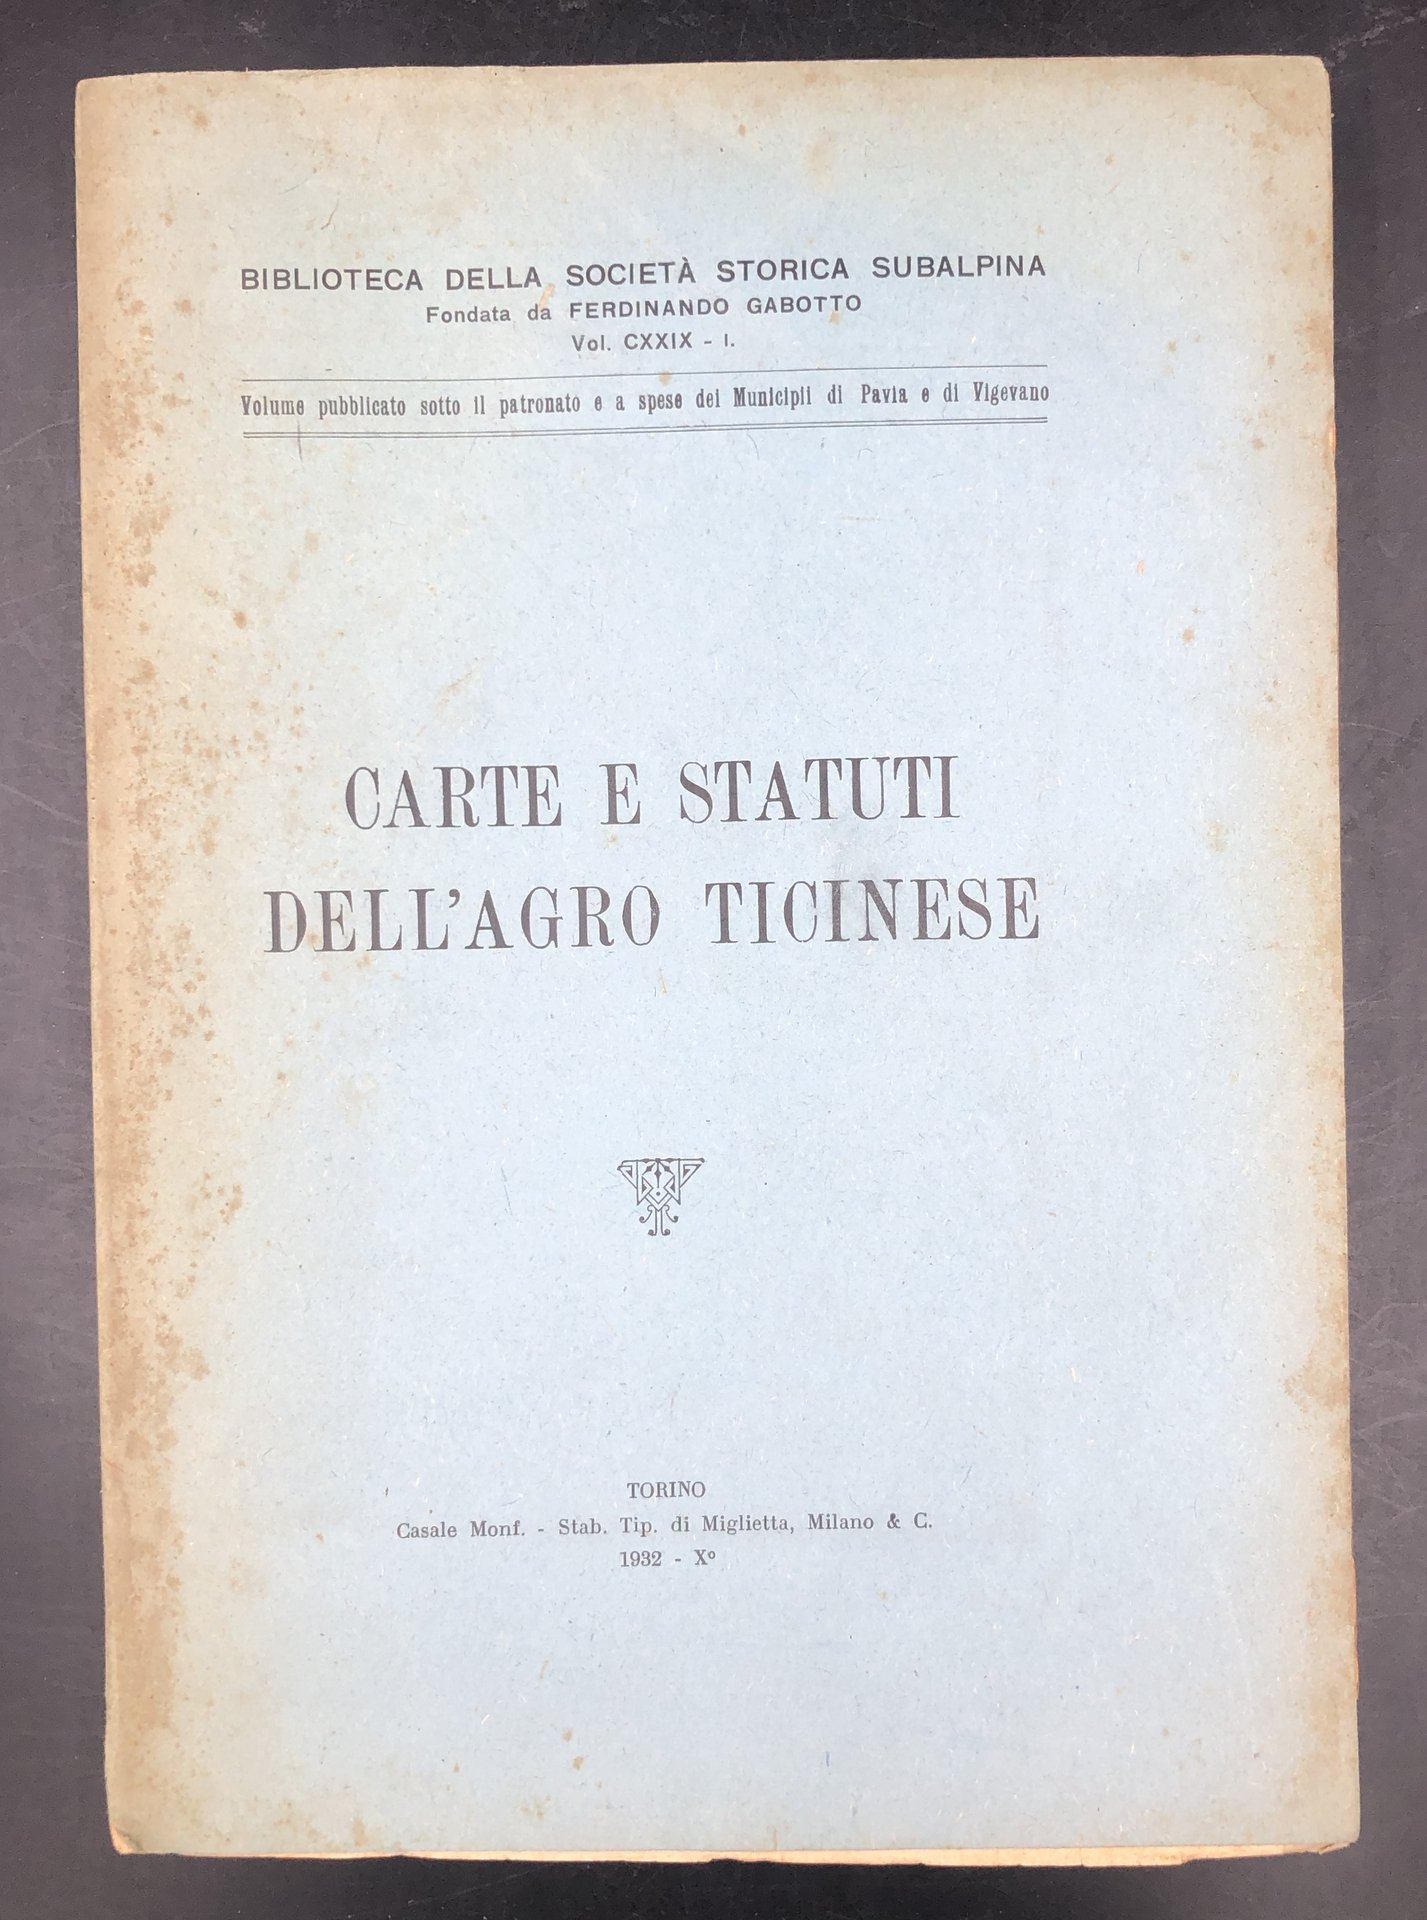 BIBLIOTECA DELLA SOCIETÀ STORICA SUBALPINA
Fondata da FERDINANDO GABOTTO
Vol. CXXIX - I.
Volume pubblicato sotto il patronato e a spese dei Municipii di Pavia e di Vigevano
CARTE E STATUTI
DELL'AGRO TICINESE
TORINO
Casale Monf. - Stab. Tip. di Miglietta, Milano & C.
1932 - Xº